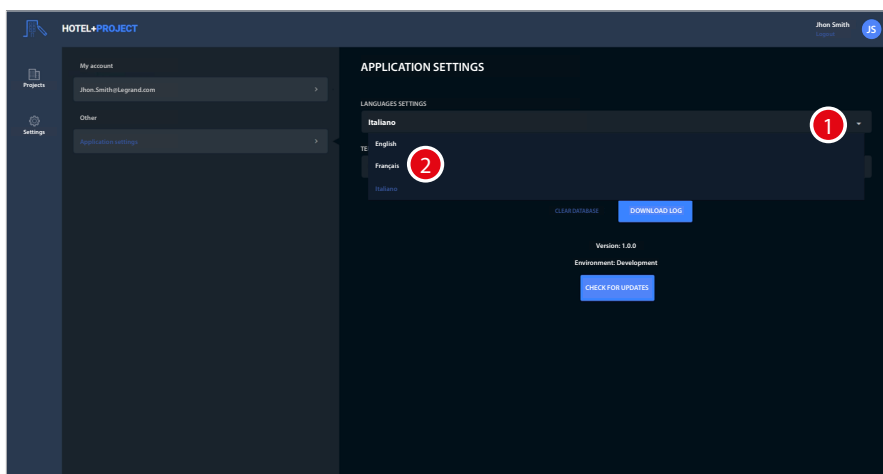 HOTEL+PROJECT
Jhon Smith
Logout
JS
Projects
Settings
My account
Jhon.Smith@Legrand.com
Other
Application settings
APPLICATION SETTINGS
LANGUAGES SETTINGS
Italiano
1
English
TE
Français
2
Italiano
CLEAR DATABASE
DOWNLOAD LOG
Version: 1.0.0
Environment: Development
CHECK FOR UPDATES